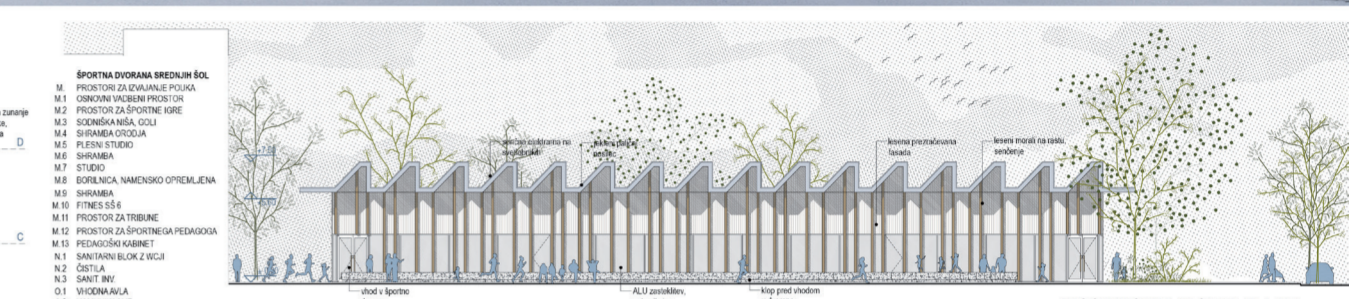 zunanje
D
C
ŠPORTNA DVORANA SREDNJIH ŠOL
M. PROSTORI ZA IZVAJANJE POUKA
M.1 OSNOVNI VADBENI PROSTOR
M.2 PROSTOR ZA ŠPORTNE IGRE
M.3 SODNIŠKA NIŠA, GOLI
M.4 SHRAMBA ORODJA
M.5 PLESNI STUDIO
M.6 SHRAMBA
M.7 STUDIO
M.8 BORILNICA, NAMENSKO OPREMLJENA
M.9 SHRAMBA
M.10 FITNES SŠ 6
M.11 PROSTOR ZA TRIBUNE
M.12 PROSTOR ZA ŠPORTNEGA PEDAGOGA
M.13 PEDAGOŠKI KABINET
N.1 SANITARNI BLOK Z WCJI
N.2 ČISTILA
N.3 SANIT. INV.
O.1 VHODNA AVLA
sončna elektrarna na
lesena prezračevana
fasada
leseni morali na rastu,
senčenje
vhod v športno
ALU zasteklitev,
klop pred vhodom